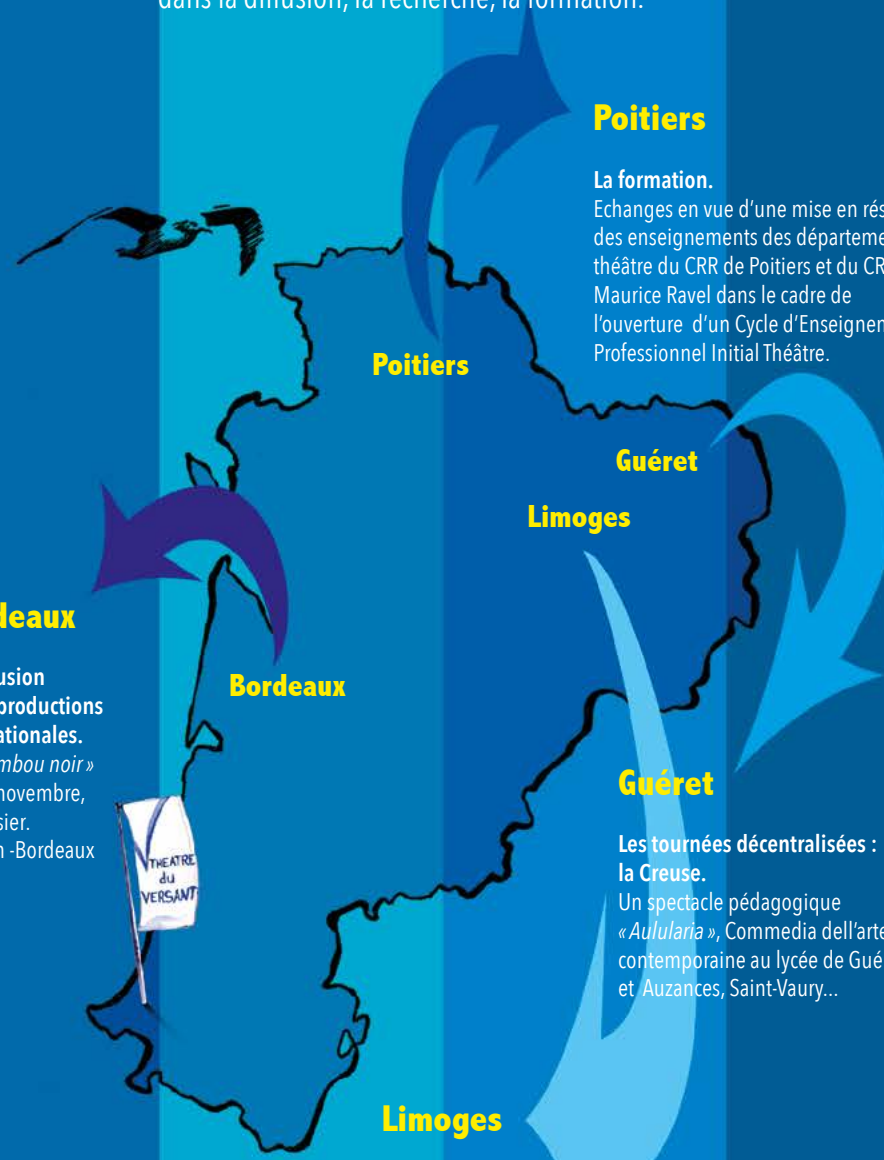 dans la diffusion, la recherche, la formation.
Poitiers
La formation.
Echanges en vue d'une mise en rés
des enseignements des départeme
théâtre du CRR de Poitiers et du CR
Maurice Ravel dans le cadre de
l'ouverture d'un Cycle d'Enseignen
Professionnel Initial Théâtre.
Poitiers
Guéret
Limoges
Bordeaux
deaux
usion
productions
ationales.
mbou noir »
novembre,
sier.
n -Bordeaux
THEATRE
du
VERSANT
Guéret
Les tournées décentralisées :
la Creuse.
Un spectacle pédagogique
« Aulularia », Commedia dell'arte
contemporaine au lycée de Gué
et Auzances, Saint-Vaury...
Limoges